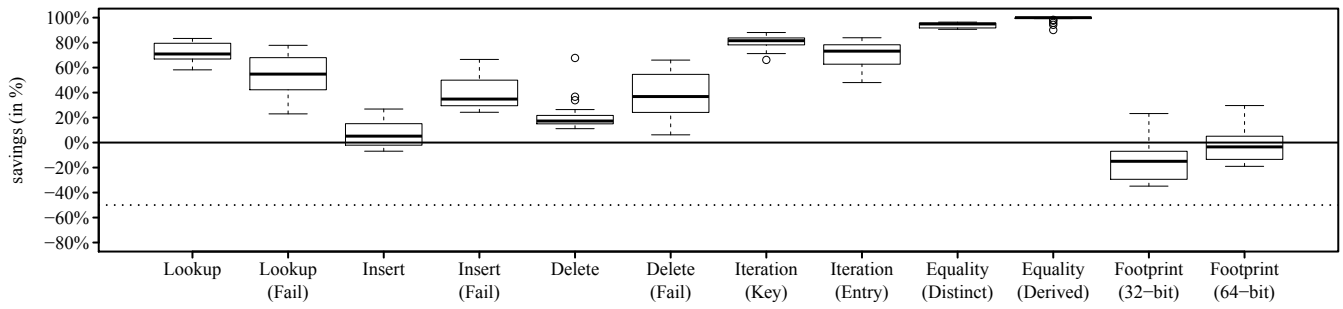 savings (in %)
100%
80%
60%
40%
20%
0%
−20%
−40%
−60%
−80%
Lookup
Lookup
(Fail)
Insert
Insert
(Fail)
Delete
Delete
(Fail)
Iteration
(Key)
Iteration
(Entry)
Equality
(Distinct)
Equality
(Derived)
Footprint
(32−bit)
Footprint
(64−bit)